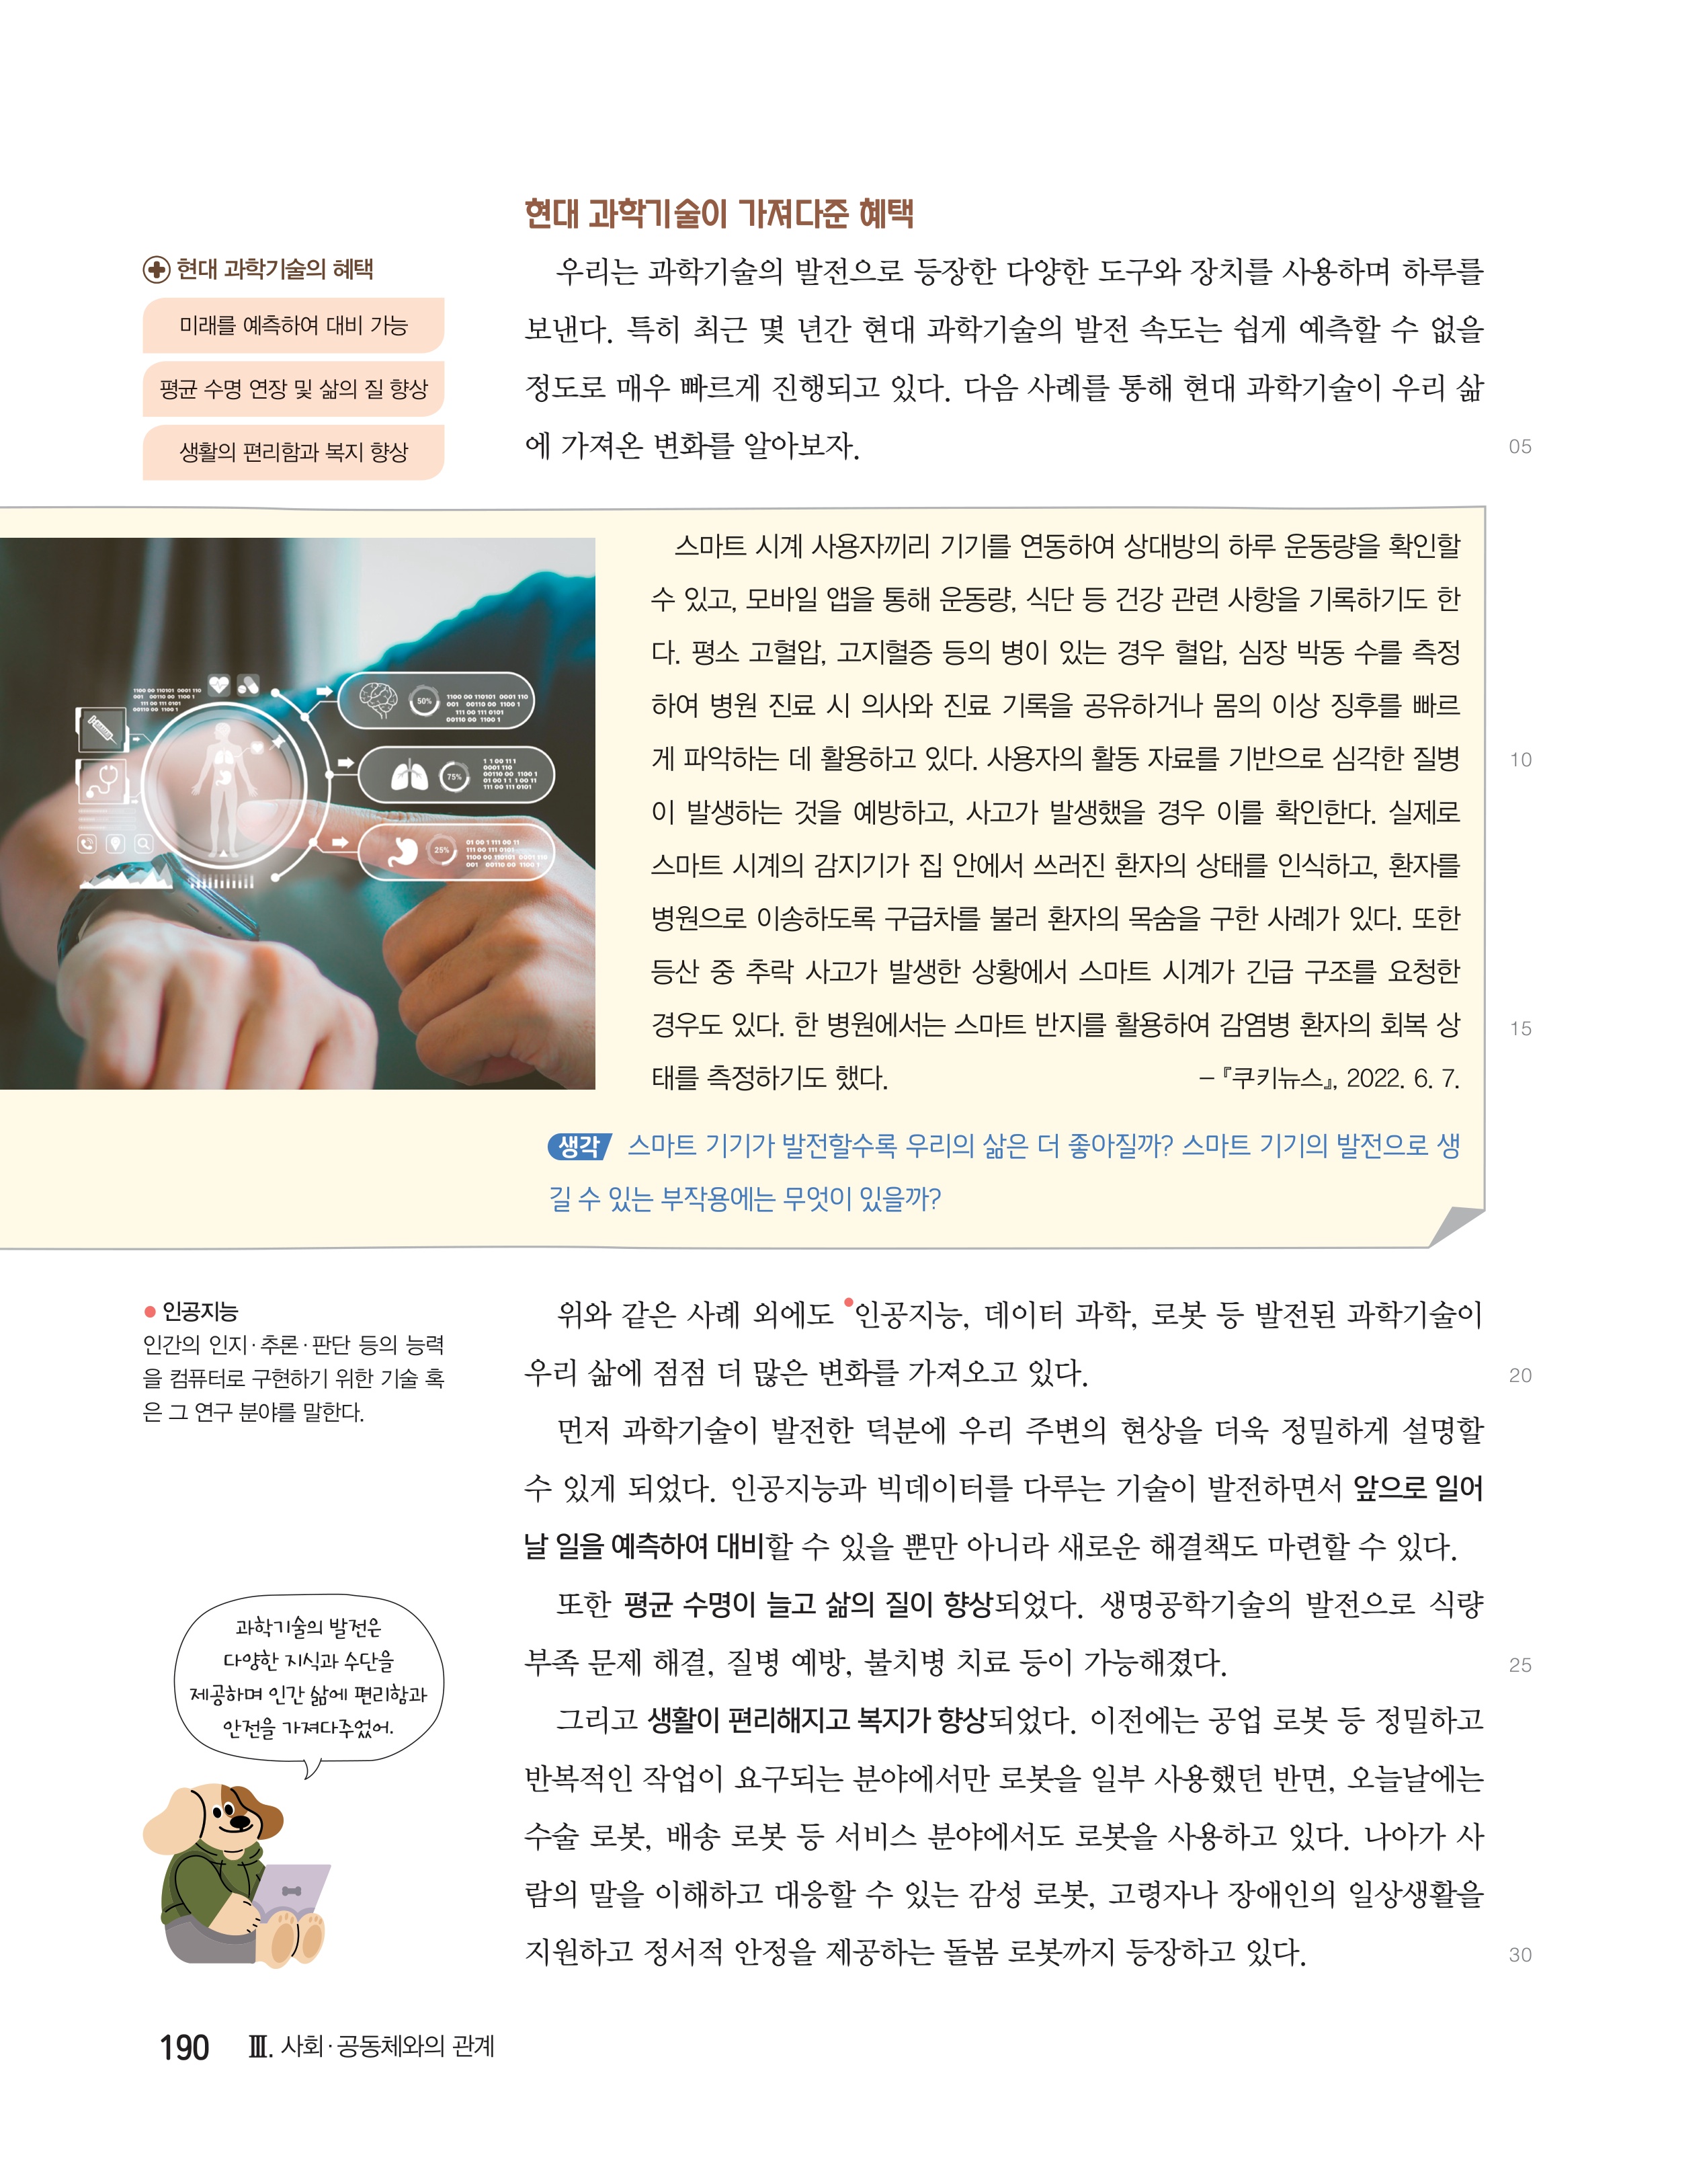 현대 과학기술이 가져다준 혜택
현대 과학기술의 혜택
미래를 예측하여 대비 가능
평균 수명 연장 및 삶의 질 향상
생활의 편리함과 복지 향상
우리는 과학기술의 발전으로 등장한 다양한 도구와 장치를 사용하며 하루를
보낸다. 특히 최근 몇 년간 현대 과학기술의 발전 속도는 쉽게 예측할 수 없을
정도로 매우 빠르게 진행되고 있다. 다음 사례를 통해 현대 과학기술이 우리 삶
에 가져온 변화를 알아보자.
05
스마트 시계 사용자끼리 기기를 연동하여 상대방의 하루 운동량을 확인할
수 있고, 모바일 앱을 통해 운동량, 식단 등 건강 관련 사항을 기록하기도 한
다. 평소 고혈압, 고지혈증 등의 병이 있는 경우 혈압, 심장 박동 수를 측정
하여 병원 진료 시 의사와 진료 기록을 공유하거나 몸의 이상 징후를 빠르
게 파악하는 데 활용하고 있다. 사용자의 활동 자료를 기반으로 심각한 질병
10
이 발생하는 것을 예방하고, 사고가 발생했을 경우 이를 확인한다. 실제로
스마트 시계의 감지기가 집 안에서 쓰러진 환자의 상태를 인식하고, 환자를
병원으로 이송하도록 구급차를 불러 환자의 목숨을 구한 사례가 있다. 또한
등산 중 추락 사고가 발생한 상황에서 스마트 시계가 긴급 구조를 요청한
경우도 있다. 한 병원에서는 스마트 반지를 활용하여 감염병 환자의 회복 상
15
태를 측정하기도 했다. – 『쿠키뉴스』, 2022. 6. 7.
50%
75%
25%
생각 스마트 기기가 발전할수록 우리의 삶은 더 좋아질까? 스마트 기기의 발전으로 생
길 수 있는 부작용에는 무엇이 있을까?
인공지능
인간의 인지·추론·판단 등의 능력
을 컴퓨터로 구현하기 위한 기술 혹
은 그 연구 분야를 말한다.
위와 같은 사례 외에도 인공지능, 데이터 과학, 로봇 등 발전된 과학기술이
우리 삶에 점점 더 많은 변화를 가져오고 있다.
20
먼저 과학기술이 발전한 덕분에 우리 주변의 현상을 더욱 정밀하게 설명할
수 있게 되었다. 인공지능과 빅데이터를 다루는 기술이 발전하면서 앞으로 일어
날 일을 예측하여 대비할 수 있을 뿐만 아니라 새로운 해결책도 마련할 수 있다.
또한 평균 수명이 늘고 삶의 질이 향상되었다. 생명공학기술의 발전으로 식량
부족 문제 해결, 질병 예방, 불치병 치료 등이 가능해졌다.
25
그리고 생활이 편리해지고 복지가 향상되었다. 이전에는 공업 로봇 등 정밀하고
반복적인 작업이 요구되는 분야에서만 로봇을 일부 사용했던 반면, 오늘날에는
수술 로봇, 배송 로봇 등 서비스 분야에서도 로봇을 사용하고 있다. 나아가 사
람의 말을 이해하고 대응할 수 있는 감성 로봇, 고령자나 장애인의 일상생활을
지원하고 정서적 안정을 제공하는 돌봄 로봇까지 등장하고 있다.
30
과학기술의 발전은
다양한 지식과 수단을
제공하며 인간 삶에 편리함과
안전을 가져다주었어.
190 Ⅲ. 사회·공동체와의 관계